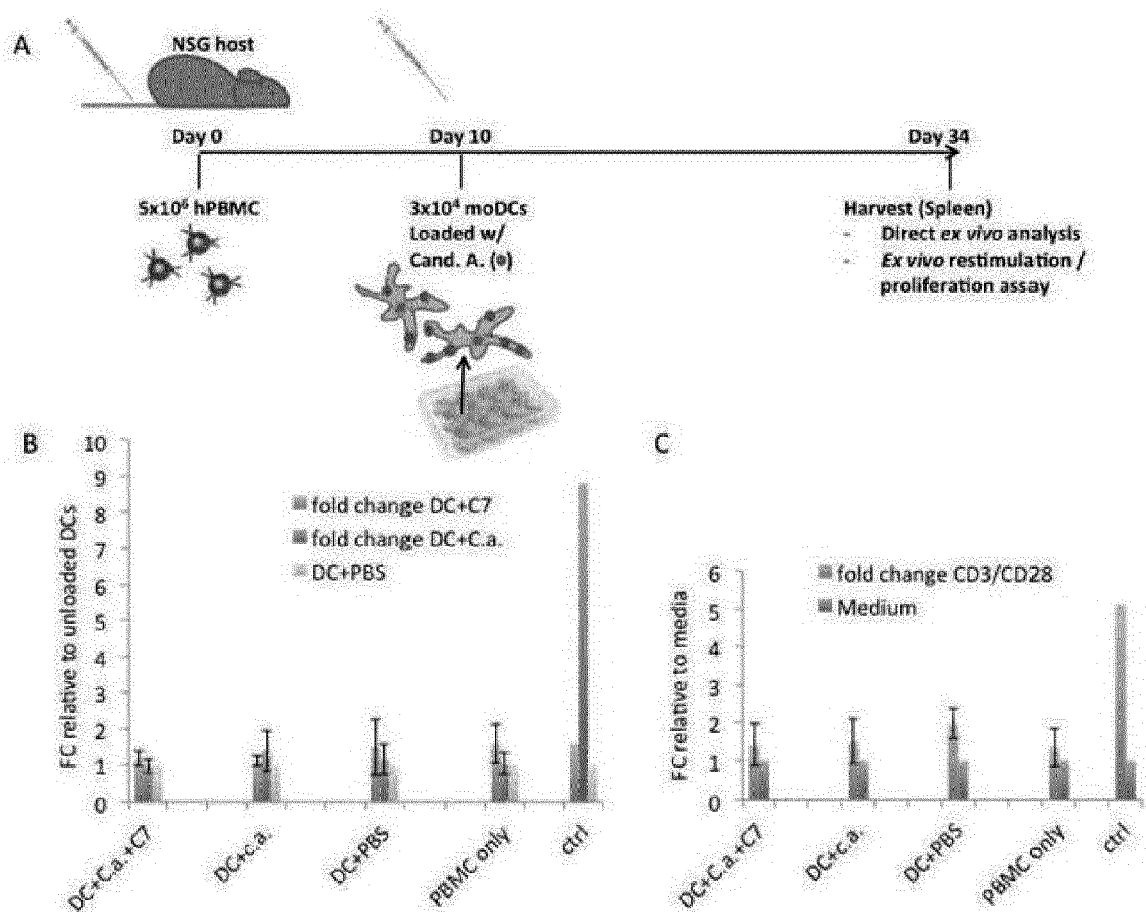 A
NSG host
Day 0
Day 10
Day 34
5x10⁶ hPBMC
3x10⁴ moDCs
Loaded w/
Cand. A. ( )
Harvest (Spleen)
- Direct ex vivo analysis
- Ex vivo restimulation /
proliferation assay
B
FC relative to unloaded DCs
10
9
8
7
6
5
4
3
2
1
0
fold change DC+C7
fold change DC+C.a.
DC+PBS
DC+C.a.+C7
DC+c.a.
DC+PBS
PBMC only
ctrl
C
FC relative to media
6
5
4
3
2
1
0
fold change CD3/CD28
Medium
DC+C.a.+C7
DC+c.a.
DC+PBS
PBMC only
ctrl